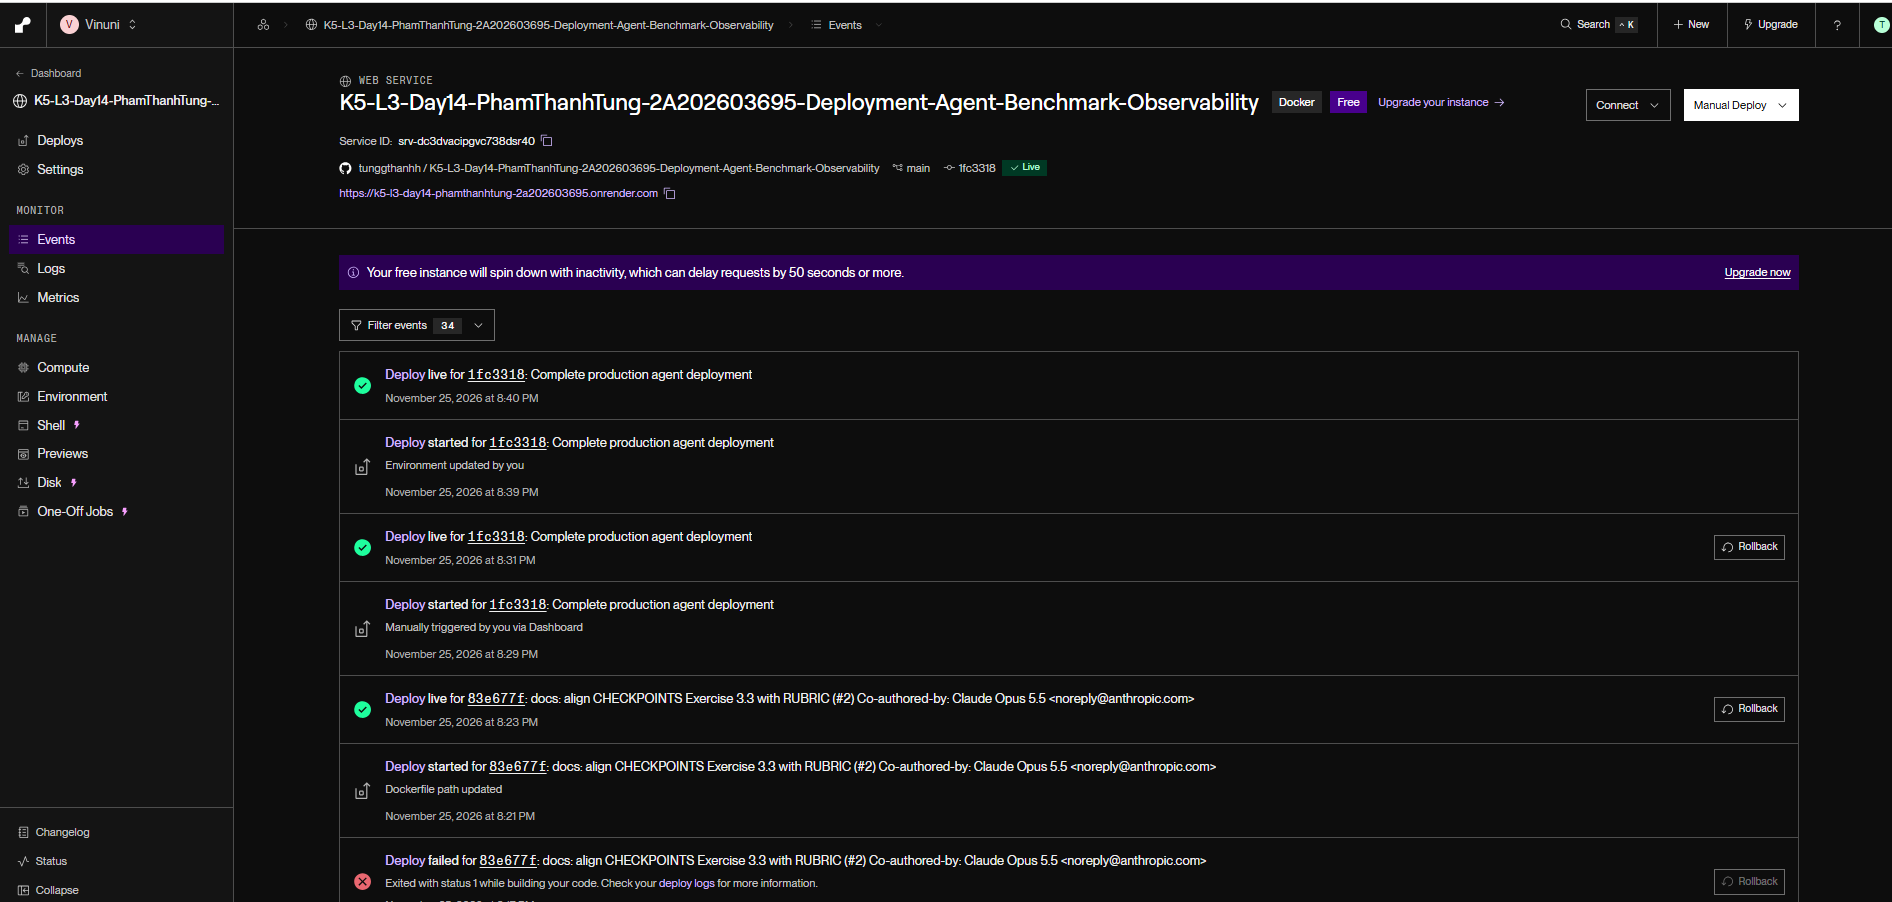 V Vinuni
K5-L3-Day14-PhamThanhTung-2A202603695-Deployment-Agent-Benchmark-Observability
Events
Search ^ K
+ New
Upgrade
?
T
← Dashboard
K5-L3-Day14-PhamThanhTung-...
Deploys
Settings
MONITOR
Events
Logs
Metrics
MANAGE
Compute
Environment
Shell
Previews
Disk
One-Off Jobs
Changelog
Status
Collapse
WEB SERVICE
K5-L3-Day14-PhamThanhTung-2A202603695-Deployment-Agent-Benchmark-Observability Docker Free Upgrade your instance →
Connect
Manual Deploy
Service ID: srv-dc3dvacipgvc738dsr40
tunggthanhh / K5-L3-Day14-PhamThanhTung-2A202603695-Deployment-Agent-Benchmark-Observability main 1fc3318 ✓ Live
https://k5-l3-day14-phamthanhtung-2a202603695.onrender.com
Your free instance will spin down with inactivity, which can delay requests by 50 seconds or more. Upgrade now
Filter events 34
Deploy live for 1fc3318: Complete production agent deployment
November 25, 2026 at 8:40 PM
Deploy started for 1fc3318: Complete production agent deployment
Environment updated by you
November 25, 2026 at 8:39 PM
Deploy live for 1fc3318: Complete production agent deployment
November 25, 2026 at 8:31 PM
Rollback
Deploy started for 1fc3318: Complete production agent deployment
Manually triggered by you via Dashboard
November 25, 2026 at 8:29 PM
Deploy live for 83e677f: docs: align CHECKPOINTS Exercise 3.3 with RUBRIC (#2) Co-authored-by: Claude Opus 5.5 <noreply@anthropic.com>
November 25, 2026 at 8:23 PM
Rollback
Deploy started for 83e677f: docs: align CHECKPOINTS Exercise 3.3 with RUBRIC (#2) Co-authored-by: Claude Opus 5.5 <noreply@anthropic.com>
Dockerfile path updated
November 25, 2026 at 8:21 PM
Deploy failed for 83e677f: docs: align CHECKPOINTS Exercise 3.3 with RUBRIC (#2) Co-authored-by: Claude Opus 5.5 <noreply@anthropic.com>
Exited with status 1 while building your code. Check your deploy logs for more information.
Rollback